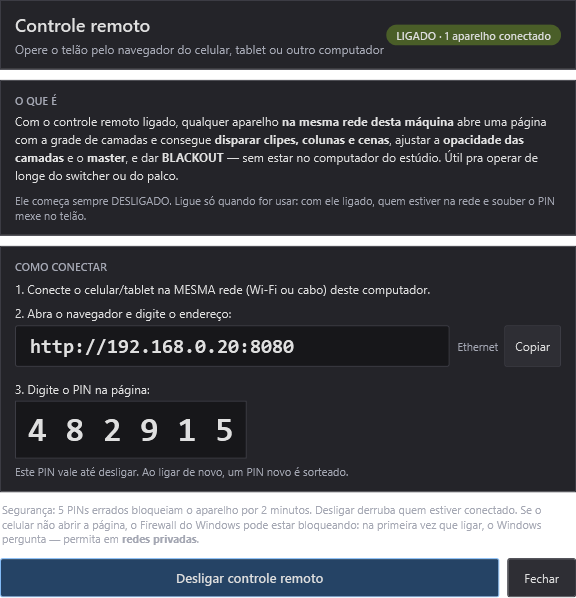 Controle remoto
LIGADO · 1 aparelho conectado
Opere o telão pelo navegador do celular, tablet ou outro computador
O QUE É
Com o controle remoto ligado, qualquer aparelho na mesma rede desta máquina abre uma página
com a grade de camadas e consegue disparar clipes, colunas e cenas, ajustar a opacidade das
camadas e o master, e dar BLACKOUT — sem estar no computador do estúdio. Útil pra operar de
longe do switcher ou do palco.
Ele começa sempre DESLIGADO. Ligue só quando for usar: com ele ligado, quem estiver na rede e souber o PIN
mexe no telão.
COMO CONECTAR
1. Conecte o celular/tablet na MESMA rede (Wi-Fi ou cabo) deste computador.
2. Abra o navegador e digite o endereço:
http://192.168.0.20:8080
Ethernet
Copiar
3. Digite o PIN na página:
4 8 2 9 1 5
Este PIN vale até desligar. Ao ligar de novo, um PIN novo é sorteado.
Segurança: 5 PINs errados bloqueiam o aparelho por 2 minutos. Desligar derruba quem estiver conectado. Se o
celular não abrir a página, o Firewall do Windows pode estar bloqueando: na primeira vez que ligar, o Windows
pergunta — permita em redes privadas.
Desligar controle remoto
Fechar